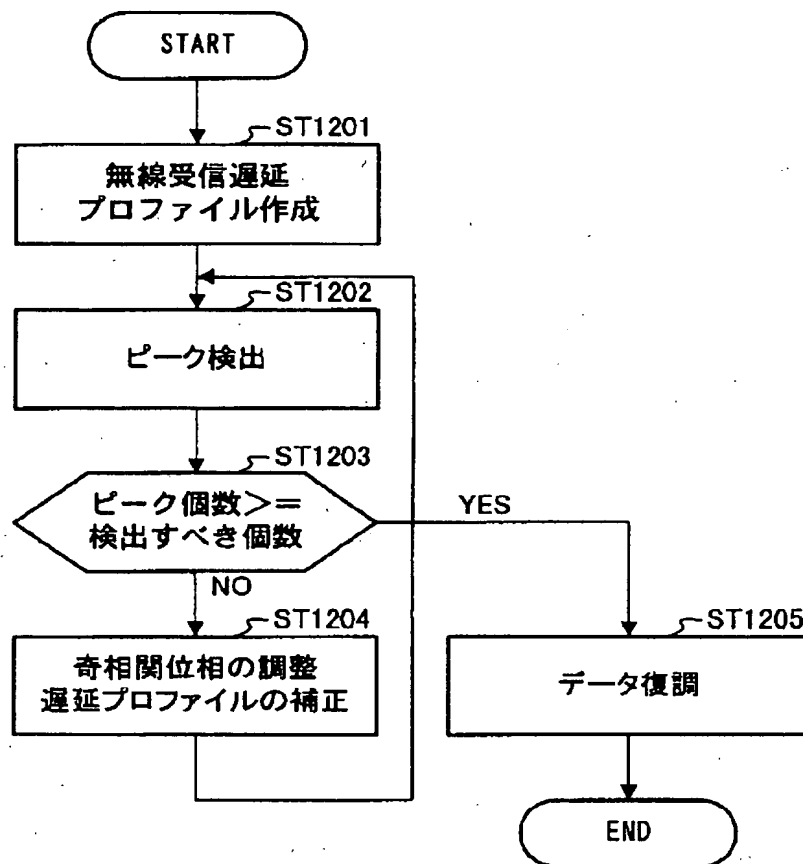 START
ST1201
無線受信遅延
プロファイル作成
ST1202
ピーク検出
ST1203
ピーク個数>=
検出すべき個数
YES
NO
ST1204
奇相関位相の調整
遅延プロファイルの補正
ST1205
データ復調
END